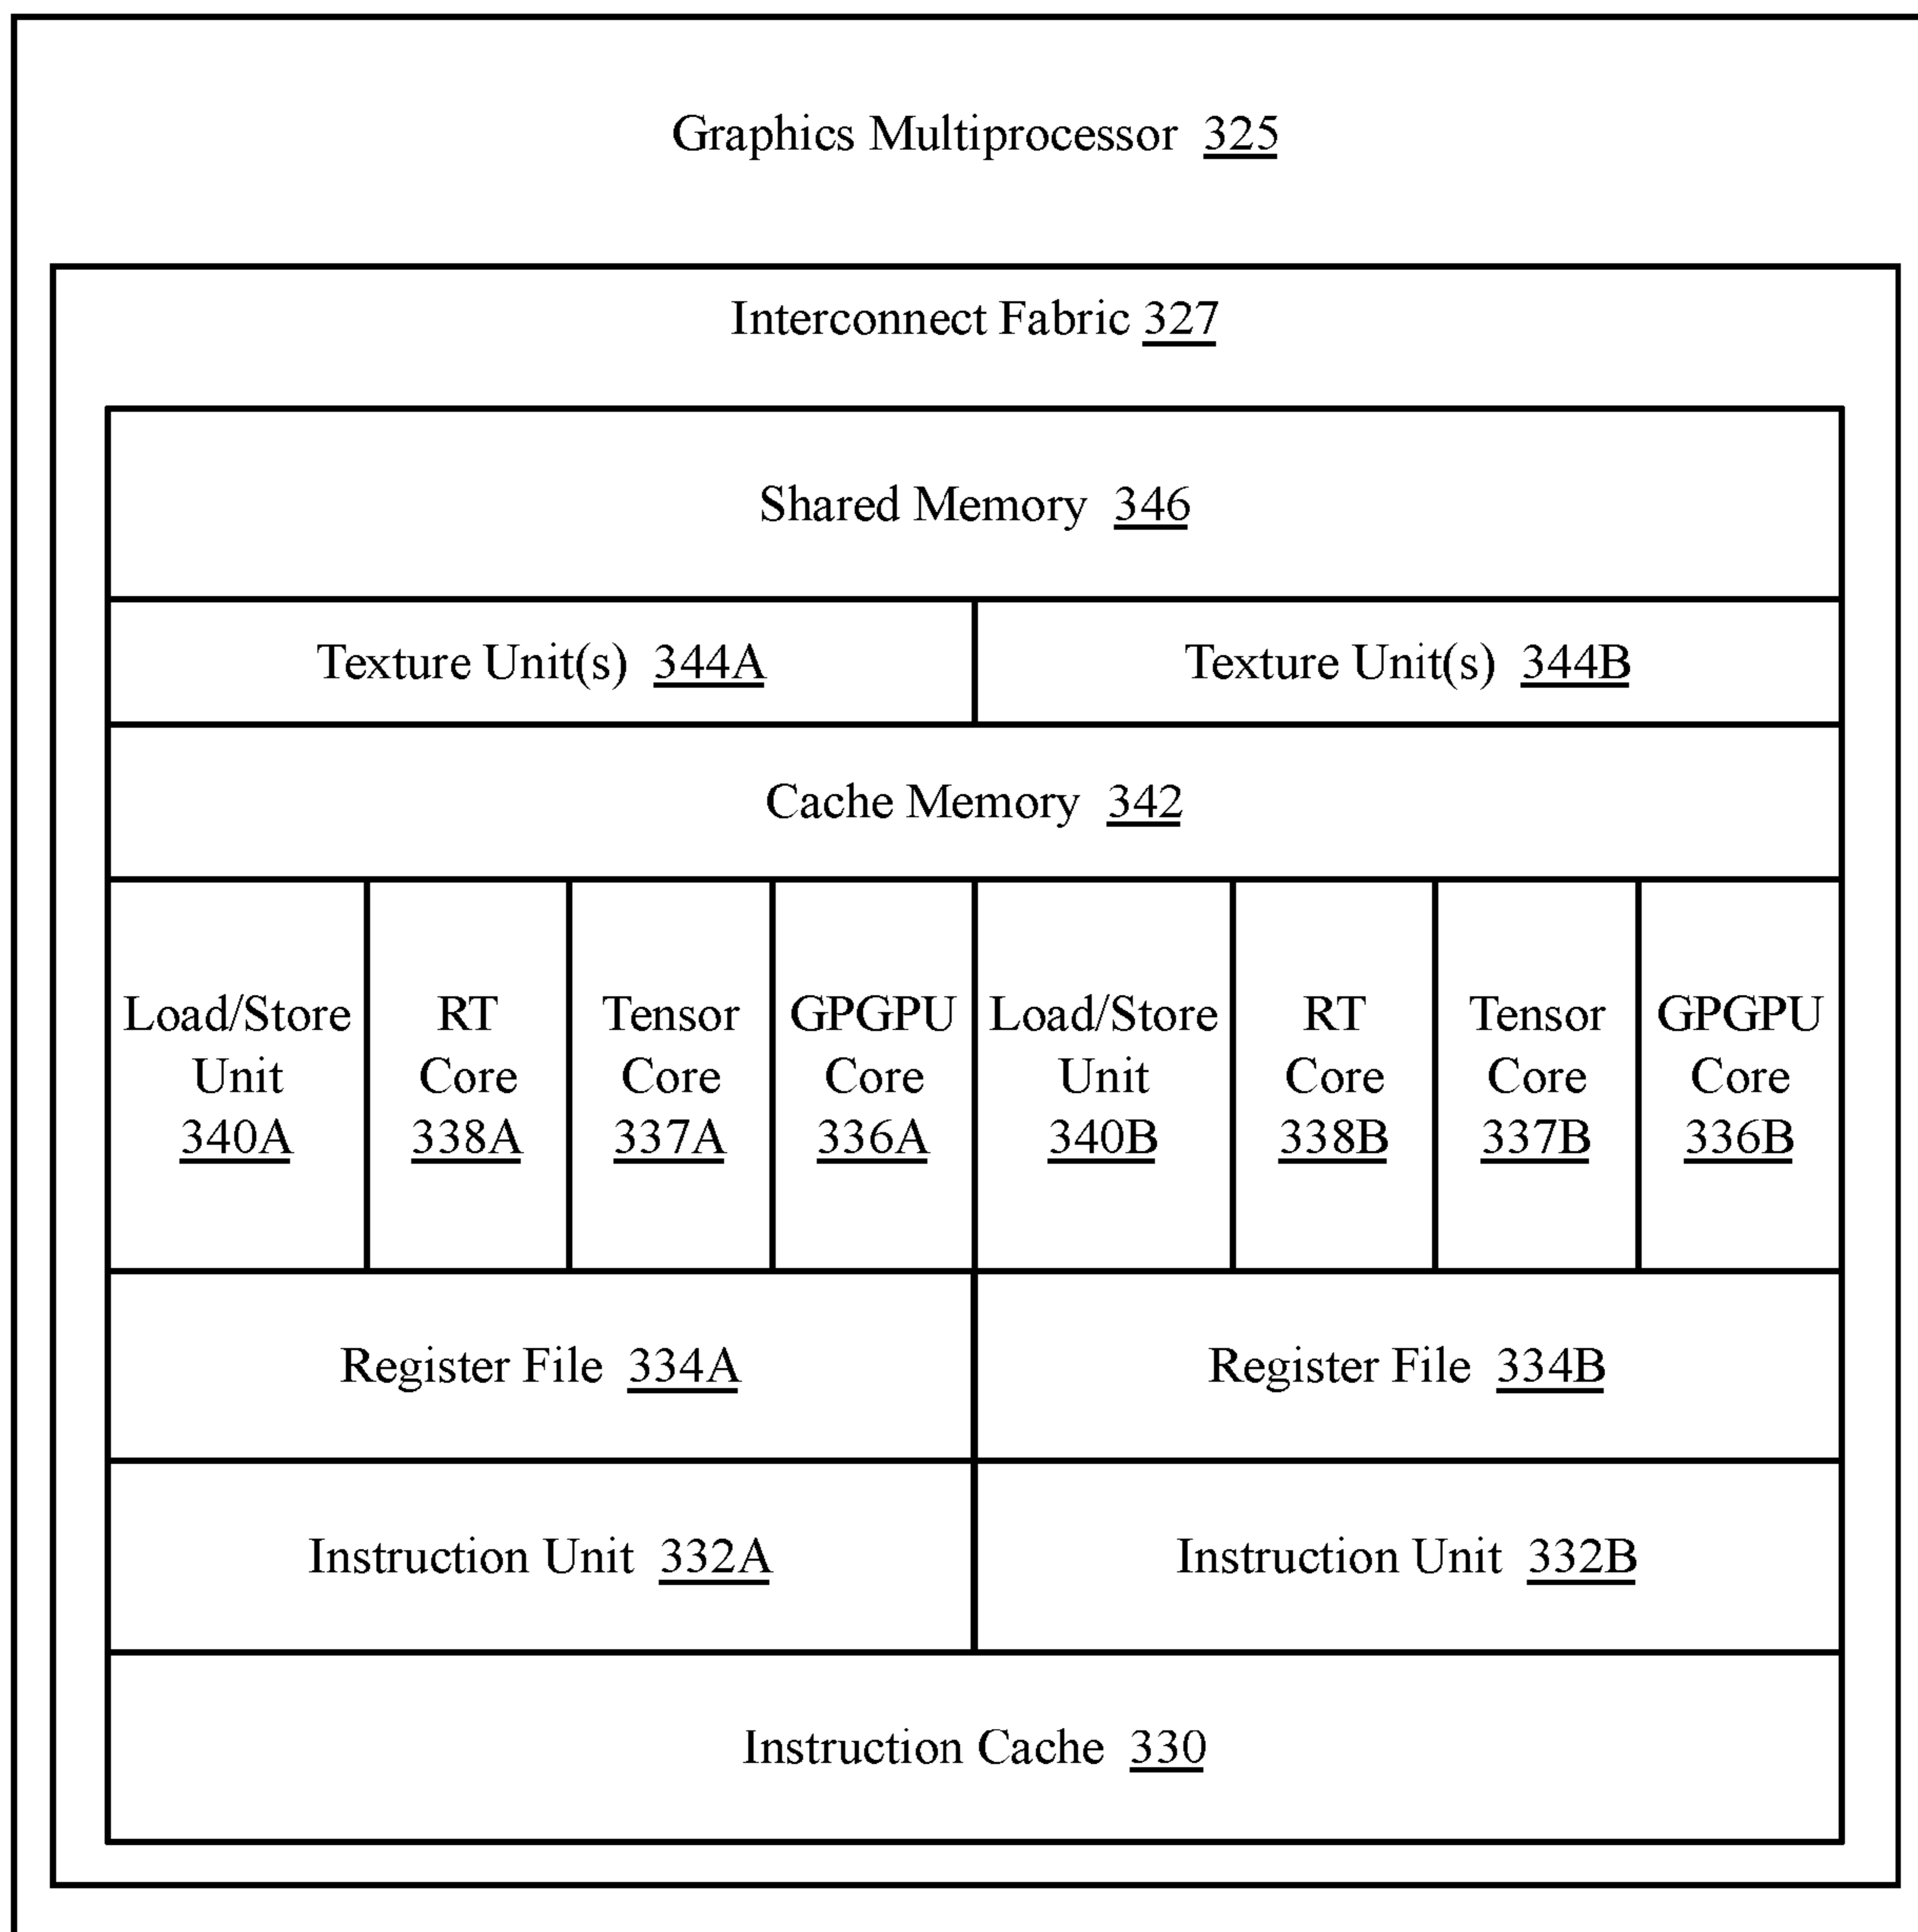 Graphics Multiprocessor 325
Interconnect Fabric 327
Shared Memory 346
Texture Unit(s) 344A
Texture Unit(s) 344B
Cache Memory 342
Load/Store
Unit
340A
RT
Core
338A
Tensor
Core
337A
GPGPU
Core
336A
Load/Store
Unit
340B
RT
Core
338B
Tensor
Core
337B
GPGPU
Core
336B
Register File 334A
Register File 334B
Instruction Unit 332A
Instruction Unit 332B
Instruction Cache 330